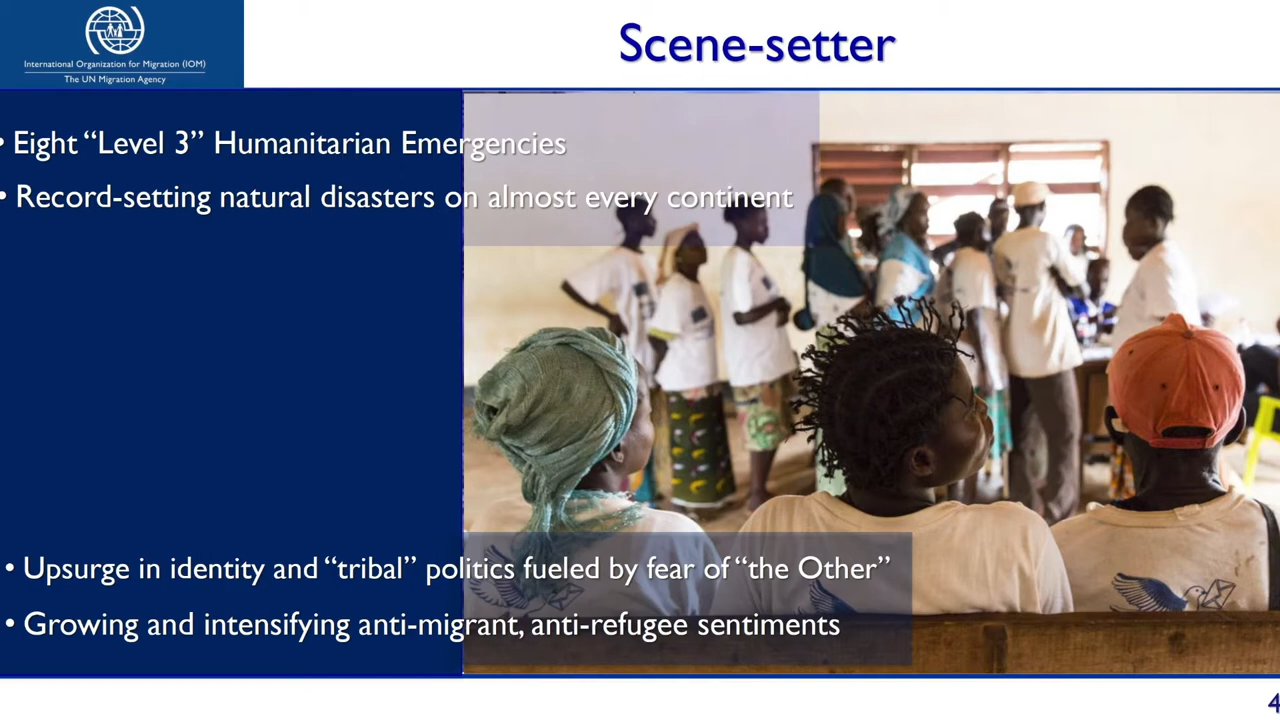 International Organization for Migration (IOM)
The UN Migration Agency
Scene-setter
• Eight “Level 3” Humanitarian Emergencies
• Record-setting natural disasters on almost every continent
• Upsurge in identity and “tribal” politics fueled by fear of “the Other”
• Growing and intensifying anti-migrant, anti-refugee sentiments
4